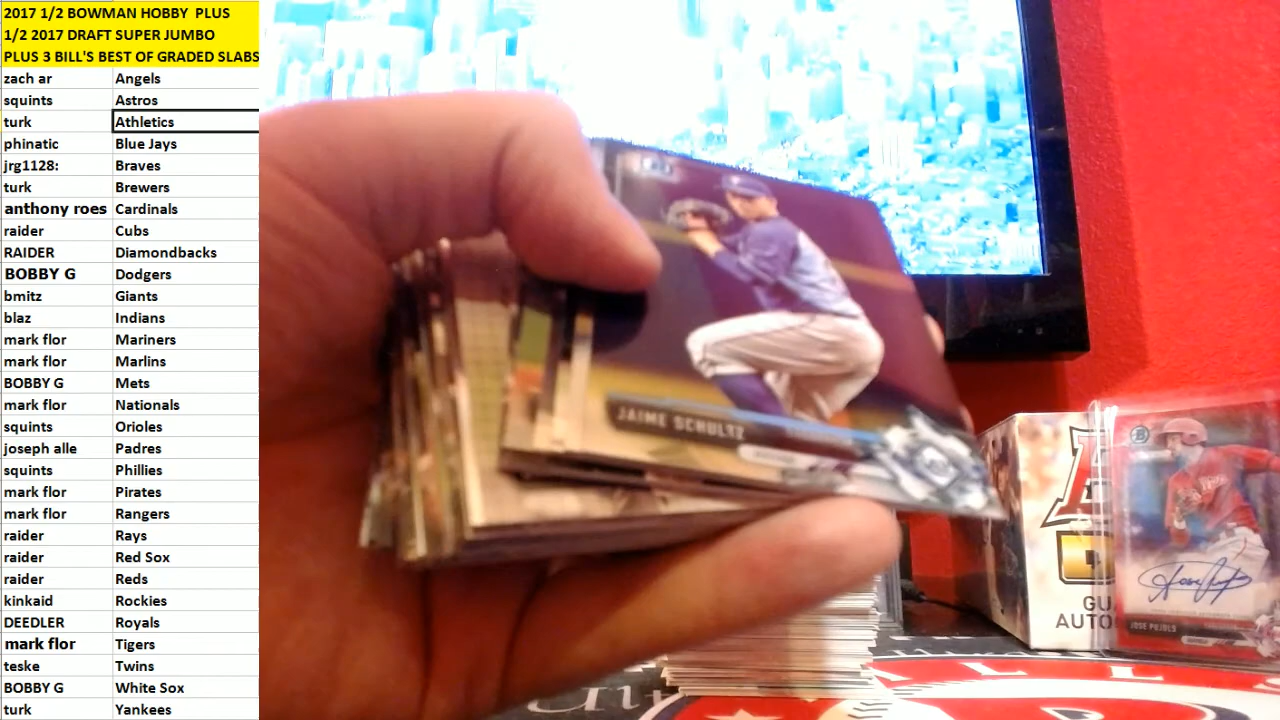 2017 1/2 BOWMAN HOBBY PLUS
1/2 2017 DRAFT SUPER JUMBO
PLUS 3 BILL'S BEST OF GRADED SLABS
zach ar Angels
squints Astros
turk Athletics
phinatic Blue Jays
jrg1128: Braves
turk Brewers
anthony roes Cardinals
raider Cubs
RAIDER Diamondbacks
BOBBY G Dodgers
bmitz Giants
blaz Indians
mark flor Mariners
mark flor Marlins
BOBBY G Mets
mark flor Nationals
squints Orioles
joseph alle Padres
squints Phillies
mark flor Pirates
mark flor Rangers
raider Rays
raider Red Sox
raider Reds
kinkaid Rockies
DEEDLER Royals
mark flor Tigers
teske Twins
BOBBY G White Sox
turk Yankees
JAIME SCHULTZ
GU
AUTO
JOSE PUJOLS